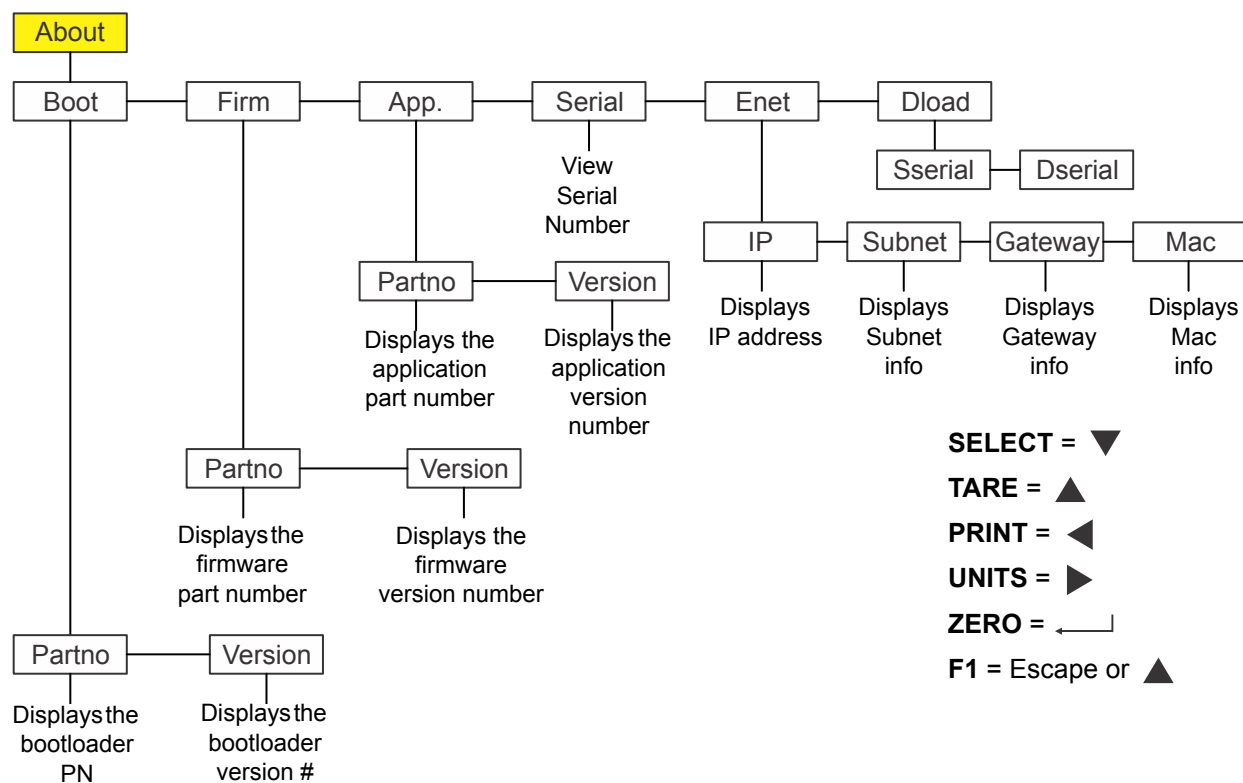 About
Boot
Firm
App.
Serial
Enet
Dload
View
Serial
Number
Sserial
Dserial
IP
Subnet
Gateway
Mac
Displays
IP address
Displays
Subnet
info
Displays
Gateway
info
Displays
Mac
info
Partno
Version
Displays the
application
part number
Displays the
application
version
number
Partno
Version
Displays the
firmware
part number
Displays the
firmware
version number
Partno
Version
Displays the
bootloader
PN
Displays the
bootloader
version #
SELECT = ▼
TARE = ▲
PRINT = ◀
UNITS = ▶
ZERO = ↵
F1 = Escape or ▲